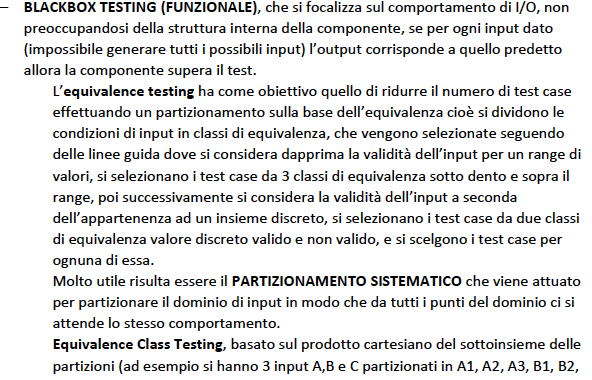 – BLACKBOX TESTING (FUNZIONALE), che si focalizza sul comportamento di I/O, non
preoccupandosi della struttura interna della componente, se per ogni input dato
(impossibile generare tutti i possibili input) l'output corrisponde a quello predetto
allora la componente supera il test.
L'equivalence testing ha come obiettivo quello di ridurre il numero di test case
effettuando un partizionamento sulla base dell'equivalenza cioè si dividono le
condizioni di input in classi di equivalenza, che vengono selezionate seguendo
delle linee guida dove si considera dapprima la validità dell'input per un range di
valori, si selezionano i test case da 3 classi di equivalenza sotto dento e sopra il
range, poi successivamente si considera la validità dell'input a seconda
dell'appartenenza ad un insieme discreto, si selezionano i test case da due classi
di equivalenza valore discreto valido e non valido, e si scelgono i test case per
ognuna di essa.
Molto utile risulta essere il PARTIZIONAMENTO SISTEMATICO che viene attuato
per partizionare il dominio di input in modo che da tutti i punti del dominio ci si
attende lo stesso comportamento.
Equivalence Class Testing, basato sul prodotto cartesiano del sottoinsieme delle
partizioni (ad esempio si hanno 3 input A,B e C partizionati in A1, A2, A3, B1, B2,